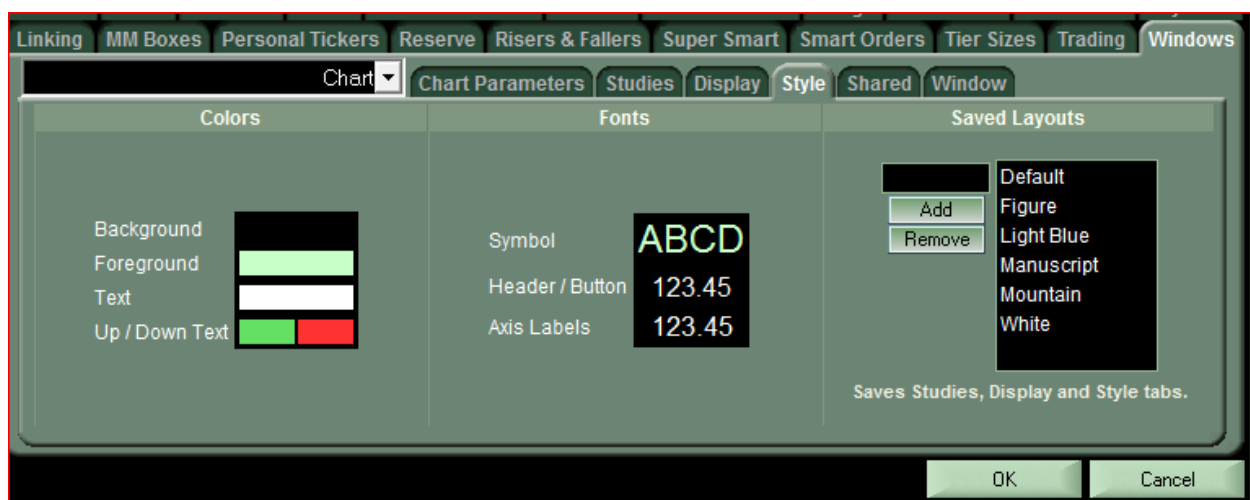 Linking MM Boxes Personal Tickers Reserve Risers & Fallers Super Smart Smart Orders Tier Sizes Trading Windows
Chart Chart Parameters Studies Display Style Shared Window
Colors Fonts Saved Layouts
Background
Foreground
Text
Up / Down Text
Symbol ABCD
Header / Button 123.45
Axis Labels 123.45
Add
Remove
Default
Figure
Light Blue
Manuscript
Mountain
White
Saves Studies, Display and Style tabs.
OK Cancel